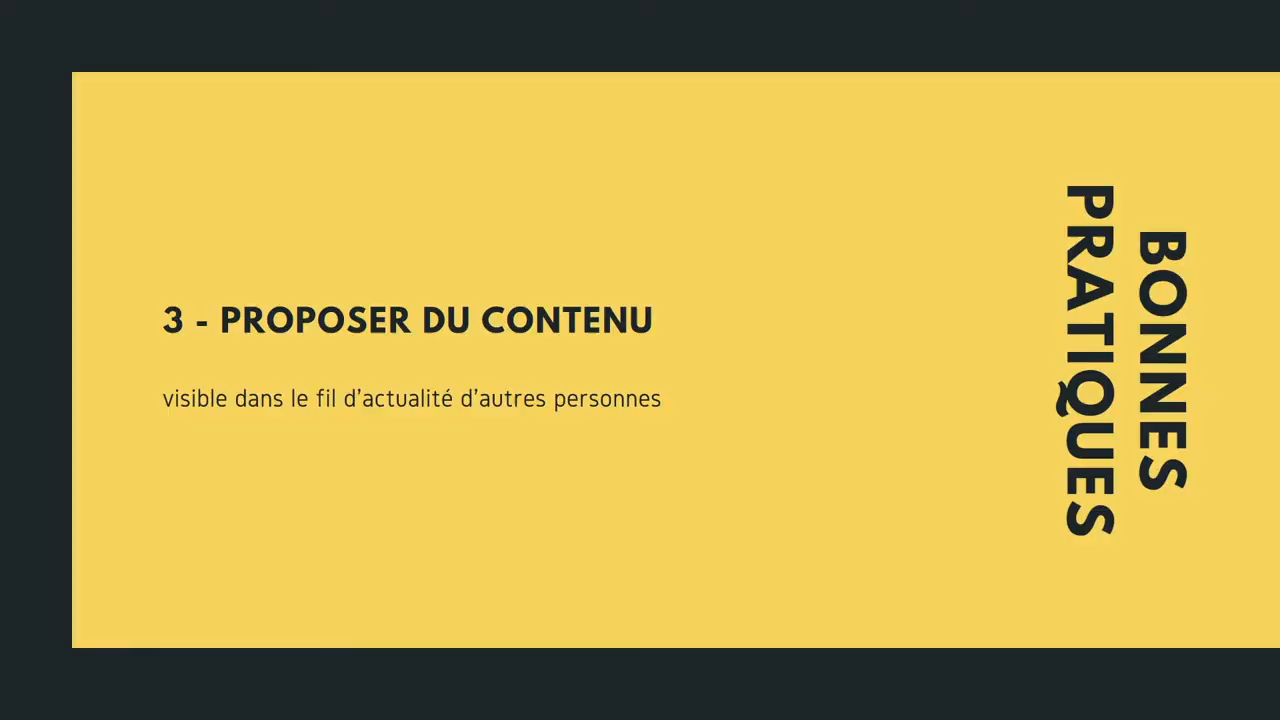 3 - PROPOSER DU CONTENU
visible dans le fil d’actualité d’autres personnes
BONNES
PRATIQUES